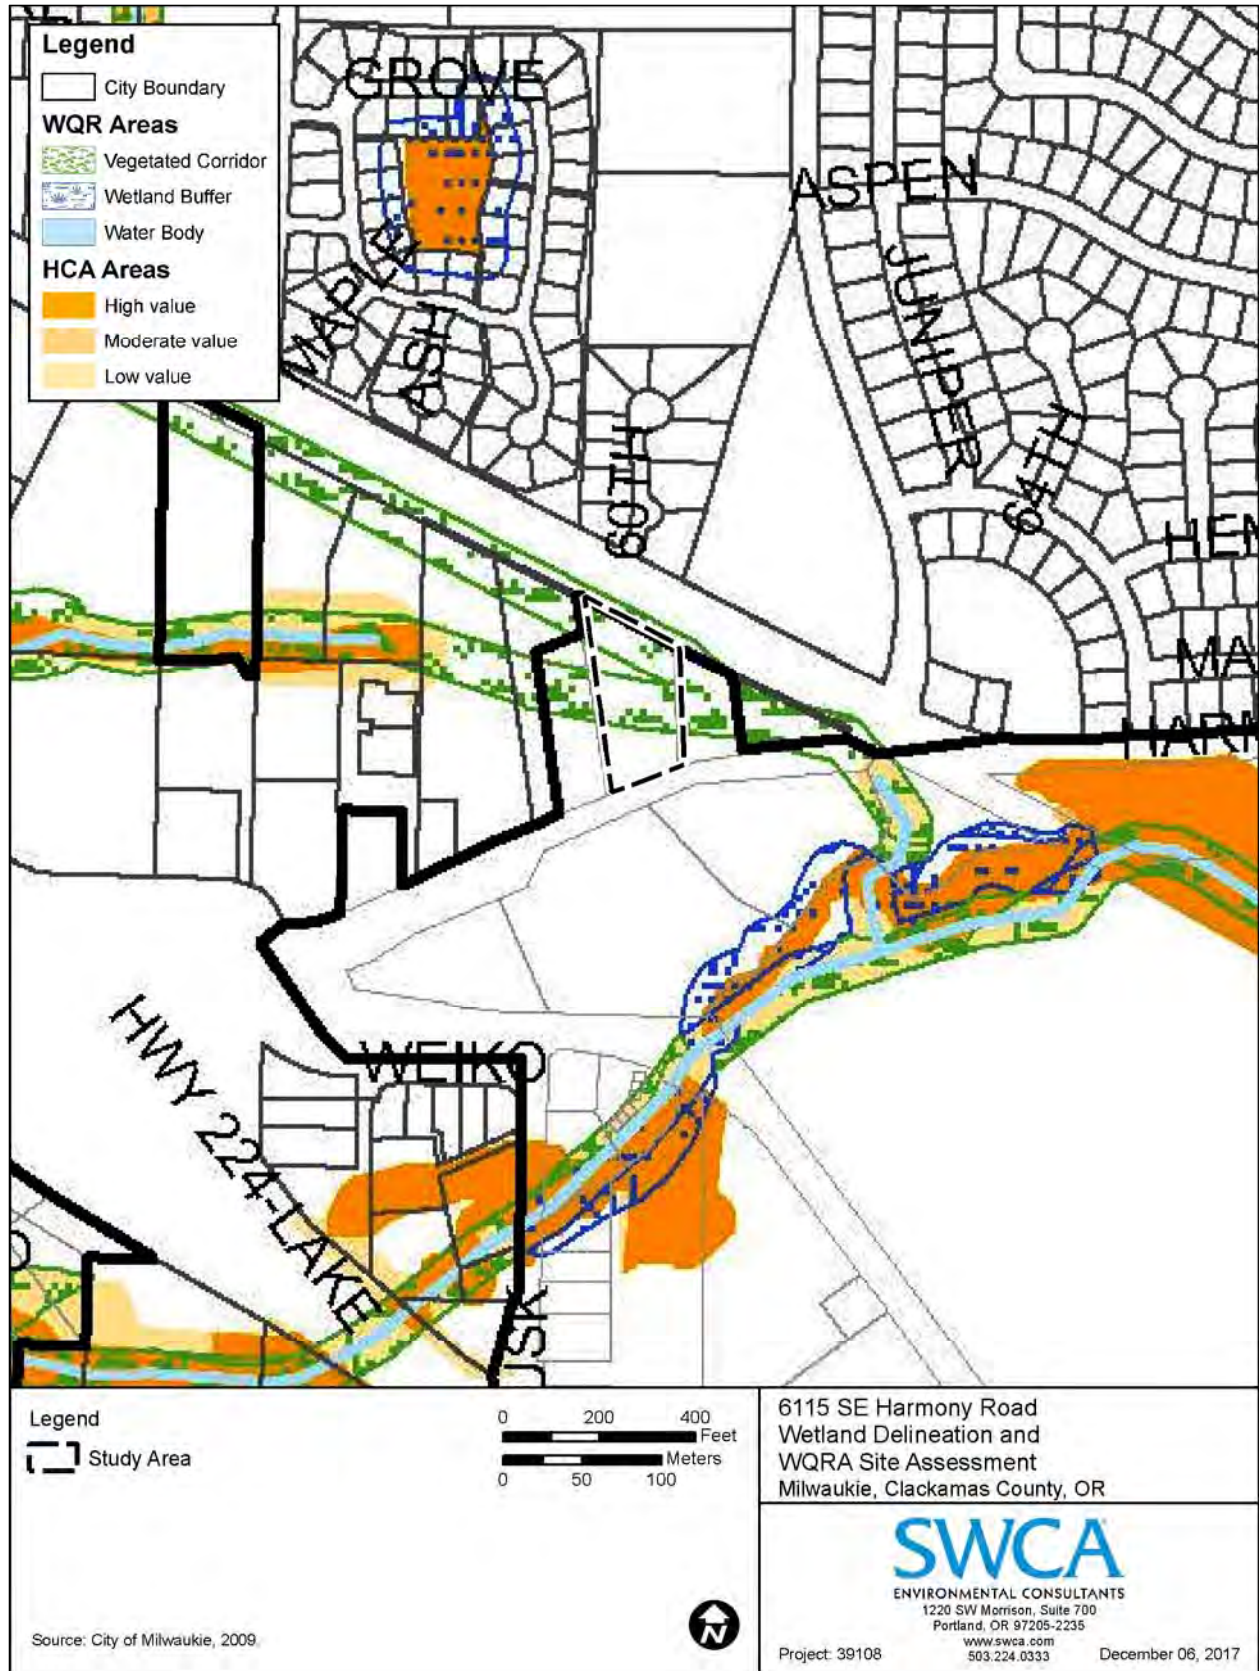 Legend
City Boundary
WQR Areas
Vegetated Corridor
Wetland Buffer
Water Body
HCA Areas
High value
Moderate value
Low value
GROVE
MAPLE
ASH
60TH
ASPEN
JUNIPER
64TH
HEN
MA
HARM
WEIKO
HWY 224-LAKE
USK
Legend
Study Area
0 200 400
Feet
Meters
0 50 100
Source: City of Milwaukie, 2009.
N
6115 SE Harmony Road
Wetland Delineation and
WQRA Site Assessment
Milwaukie, Clackamas County, OR
SWCA
ENVIRONMENTAL CONSULTANTS
1220 SW Morrison, Suite 700
Portland, OR 97205-2235
www.swca.com
503.224.0333
Project: 39108
December 06, 2017